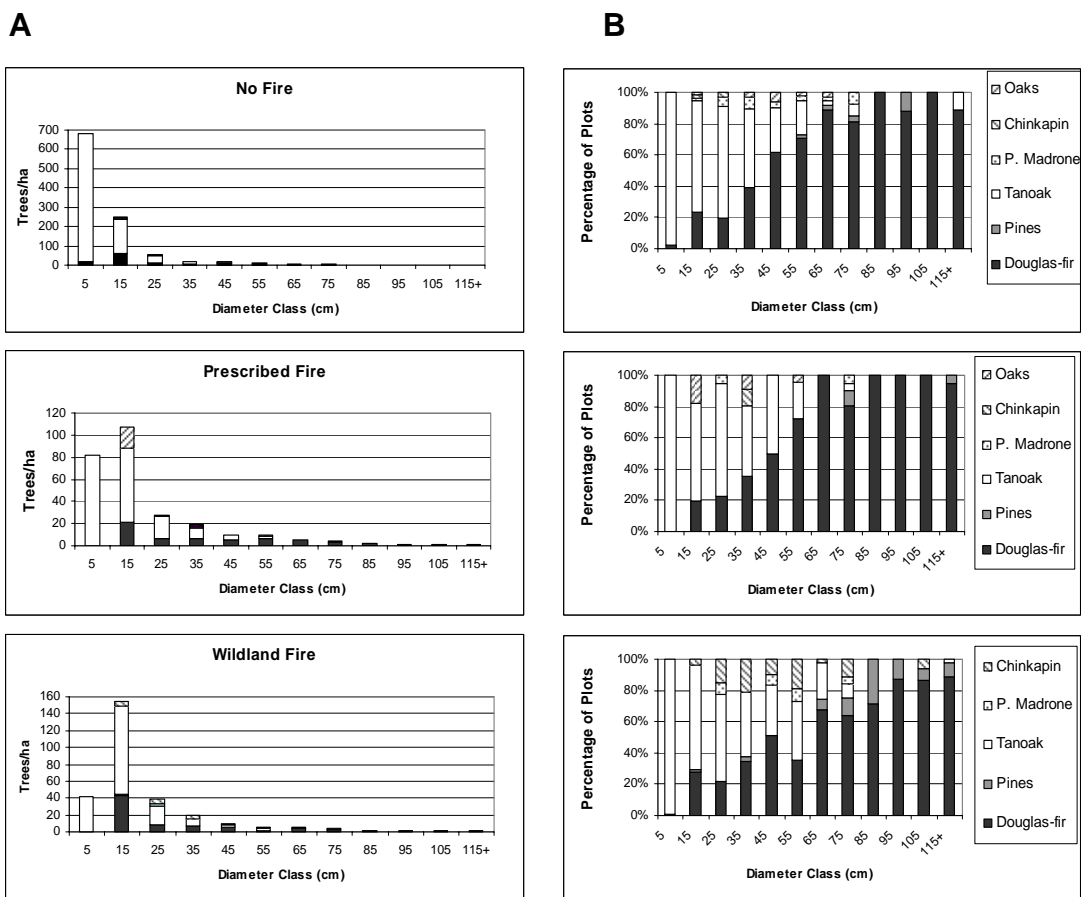 A
B
No Fire
Trees/ha
700
600
500
400
300
200
100
0
5 15 25 35 45 55 65 75 85 95 105 115+
Diameter Class (cm)
Percentage of Plots
100%
80%
60%
40%
20%
0%
5 15 25 35 45 55 65 75 85 95 105 115+
Diameter Class (cm)
Oaks
Chinkapin
P. Madrone
Tanoak
Pines
Douglas-fir
Prescribed Fire
Trees/ha
120
100
80
60
40
20
0
5 15 25 35 45 55 65 75 85 95 105 115+
Diameter Class (cm)
Percentage of Plots
100%
80%
60%
40%
20%
0%
5 15 25 35 45 55 65 75 85 95 105 115+
Diameter Class (cm)
Oaks
Chinkapin
P. Madrone
Tanoak
Pines
Douglas-fir
Wildland Fire
Trees/ha
160
140
120
100
80
60
40
20
0
5 15 25 35 45 55 65 75 85 95 105 115+
Diameter Class (cm)
Percentage of Plots
100%
80%
60%
40%
20%
0%
5 15 25 35 45 55 65 75 85 95 105 115+
Diameter Class (cm)
Chinkapin
P. Madrone
Tanoak
Pines
Douglas-fir